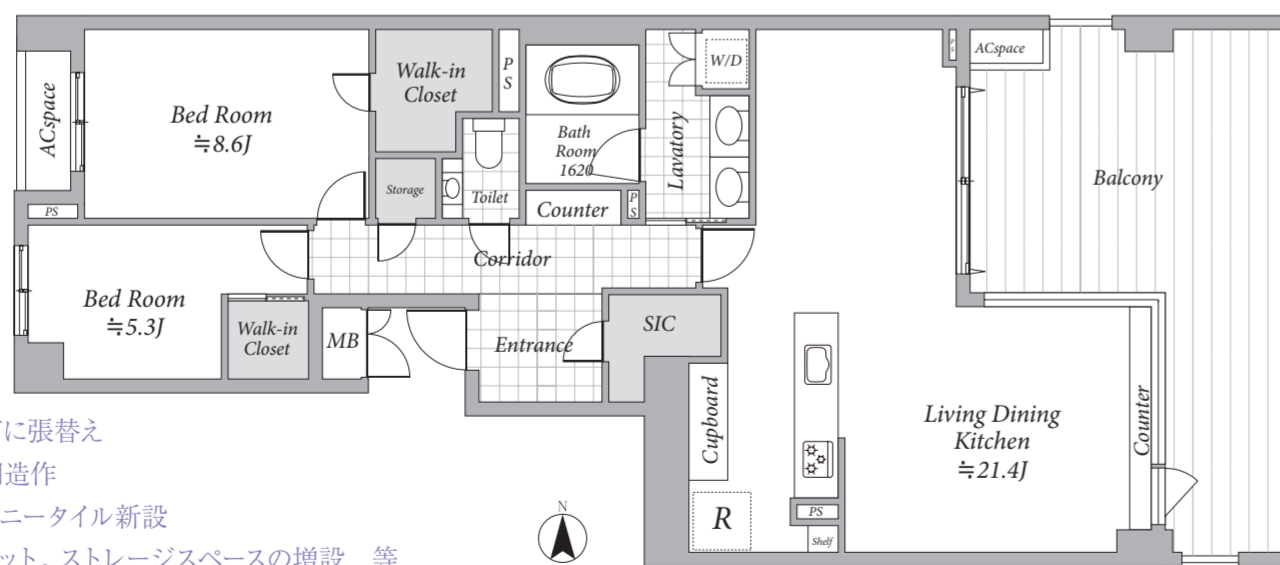 ACspace
Bed Room
≒8.6J
Walk-in
Closet
PS
Bath
Room
1620
Lavatory
W/D
PS
ACspace
Balcony
Storage
Toilet
Counter
PS
PS
Corridor
Bed Room
≒5.3J
Walk-in
Closet
MB
Entrance
SIC
Cupboard
R
PS
Shelf
Living Dining
Kitchen
≒21.4J
Counter
N
に張替え
造作
ニータイル新設
ット、ストレージスペースの増設 等